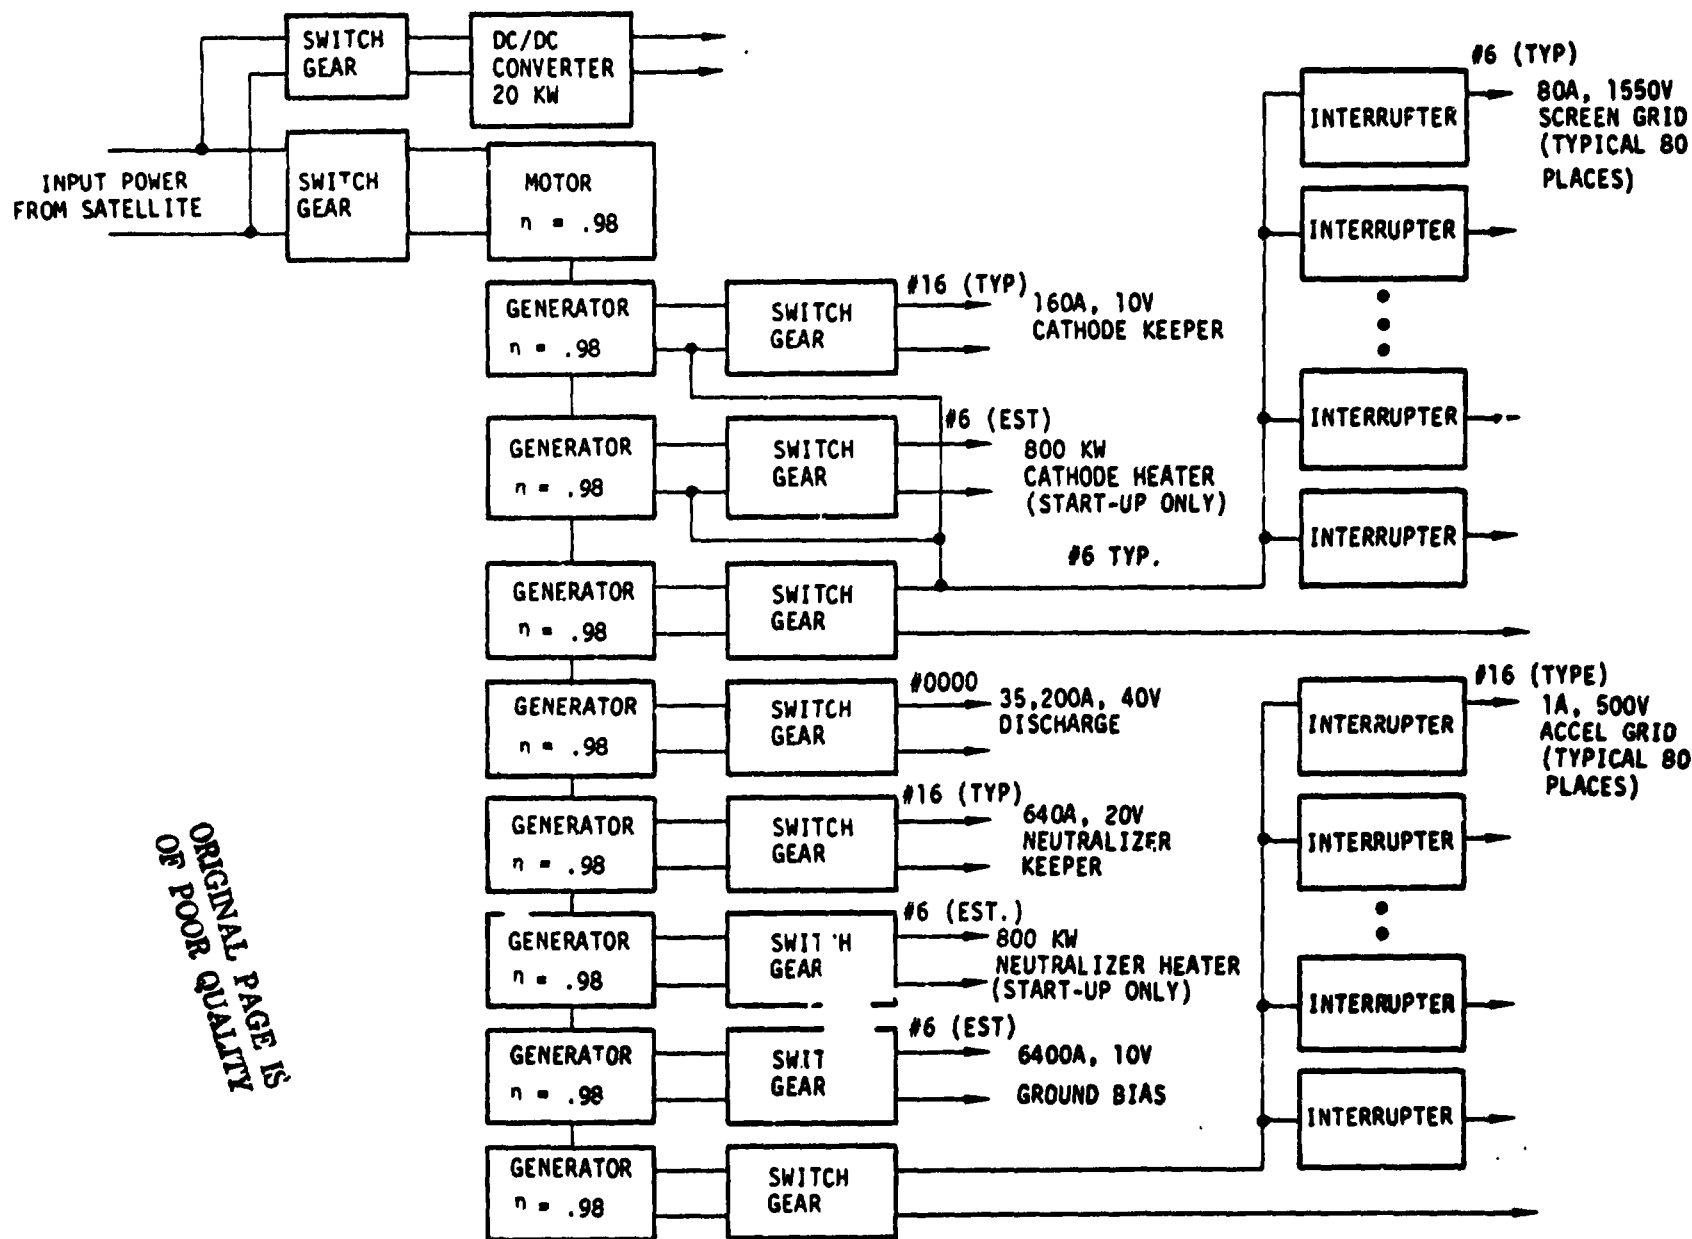 SWITCH
GEAR
DC/DC
CONVERTER
20 KW
INPUT POWER
FROM SATELLITE
SWITCH
GEAR
MOTOR
η = .98
GENERATOR
η = .98
SWITCH
GEAR
#16 (TYP)
160A, 10V
CATHODE KEEPER
GENERATOR
η = .98
SWITCH
GEAR
#6 (EST)
800 KW
CATHODE HEATER
(START-UP ONLY)
GENERATOR
η = .98
SWITCH
GEAR
#6 TYP.
#6 (TYP)
INTERRUFTER
80A, 1550V
SCREEN GRID
(TYPICAL 80
PLACES)
INTERRUPTER
INTERRUPTER
INTERRUPTER
GENERATOR
η = .98
SWITCH
GEAR
#0000
35,200A, 40V
DISCHARGE
GENERATOR
η = .98
SWITCH
GEAR
#16 (TYP)
640A, 20V
NEUTRALIZER
KEEPER
GENERATOR
η = .98
SWIT H
GEAR
#6 (EST.)
800 KW
NEUTRALIZER HEATER
(START-UP ONLY)
GENERATOR
η = .98
SWIT
GEAR
#6 (EST)
6400A, 10V
GROUND BIAS
GENERATOR
η = .98
SWITCH
GEAR
#16 (TYPE)
INTERRUPTER
1A, 500V
ACCEL GRID
(TYPICAL 80
PLACES)
INTERRUPTER
INTERRUPTER
INTERRUPTER
ORIGINAL PAGE IS
OF POOR QUALITY